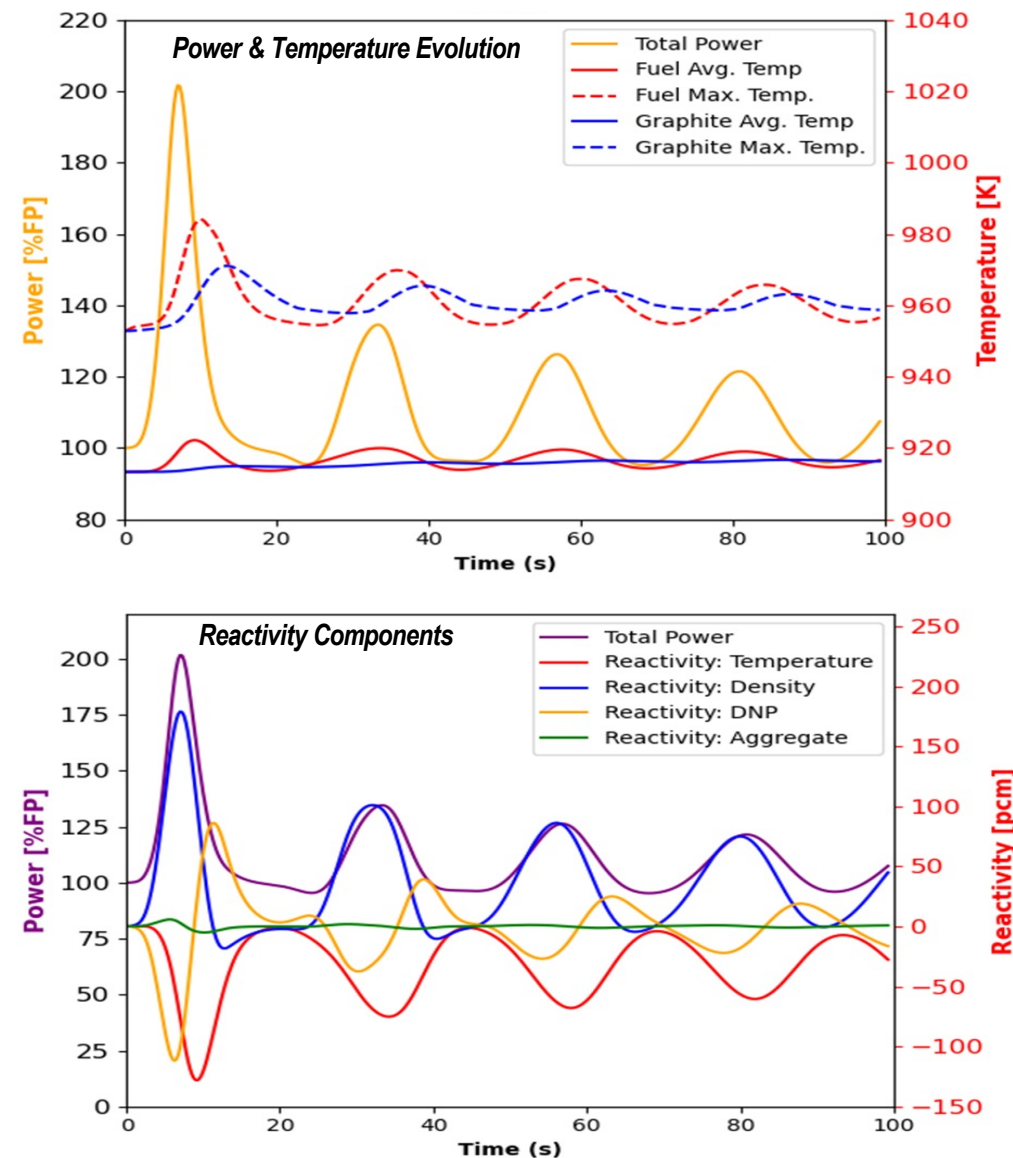 Power & Temperature Evolution
Total Power
Fuel Avg. Temp
Fuel Max. Temp.
Graphite Avg. Temp
Graphite Max. Temp.
220
200
180
160
140
120
100
80
Power [%FP]
1040
1020
1000
980
960
940
920
900
Temperature [K]
0 20 40 60 80 100
Time (s)
Reactivity Components
Total Power
Reactivity: Temperature
Reactivity: Density
Reactivity: DNP
Reactivity: Aggregate
200
175
150
125
100
75
50
25
0
Power [%FP]
250
200
150
100
50
0
−50
−100
−150
Reactivity [pcm]
0 20 40 60 80 100
Time (s)